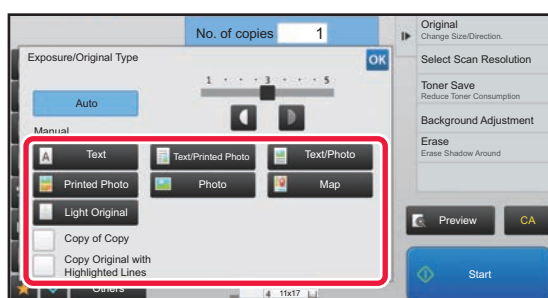 No. of copies 1
Exposure/Original Type
OK
1 · · · 3 · · · 5
Auto
Manual
A Text
Text/Printed Photo
Text/Photo
Printed Photo
Photo
Map
Light Original
Copy of Copy
Copy Original with
Highlighted Lines
Others
4 11x17
Original
Change Size/Direction.
Select Scan Resolution
Toner Save
Reduce Toner Consumption
Background Adjustment
Erase
Erase Shadow Around
Preview
CA
Start